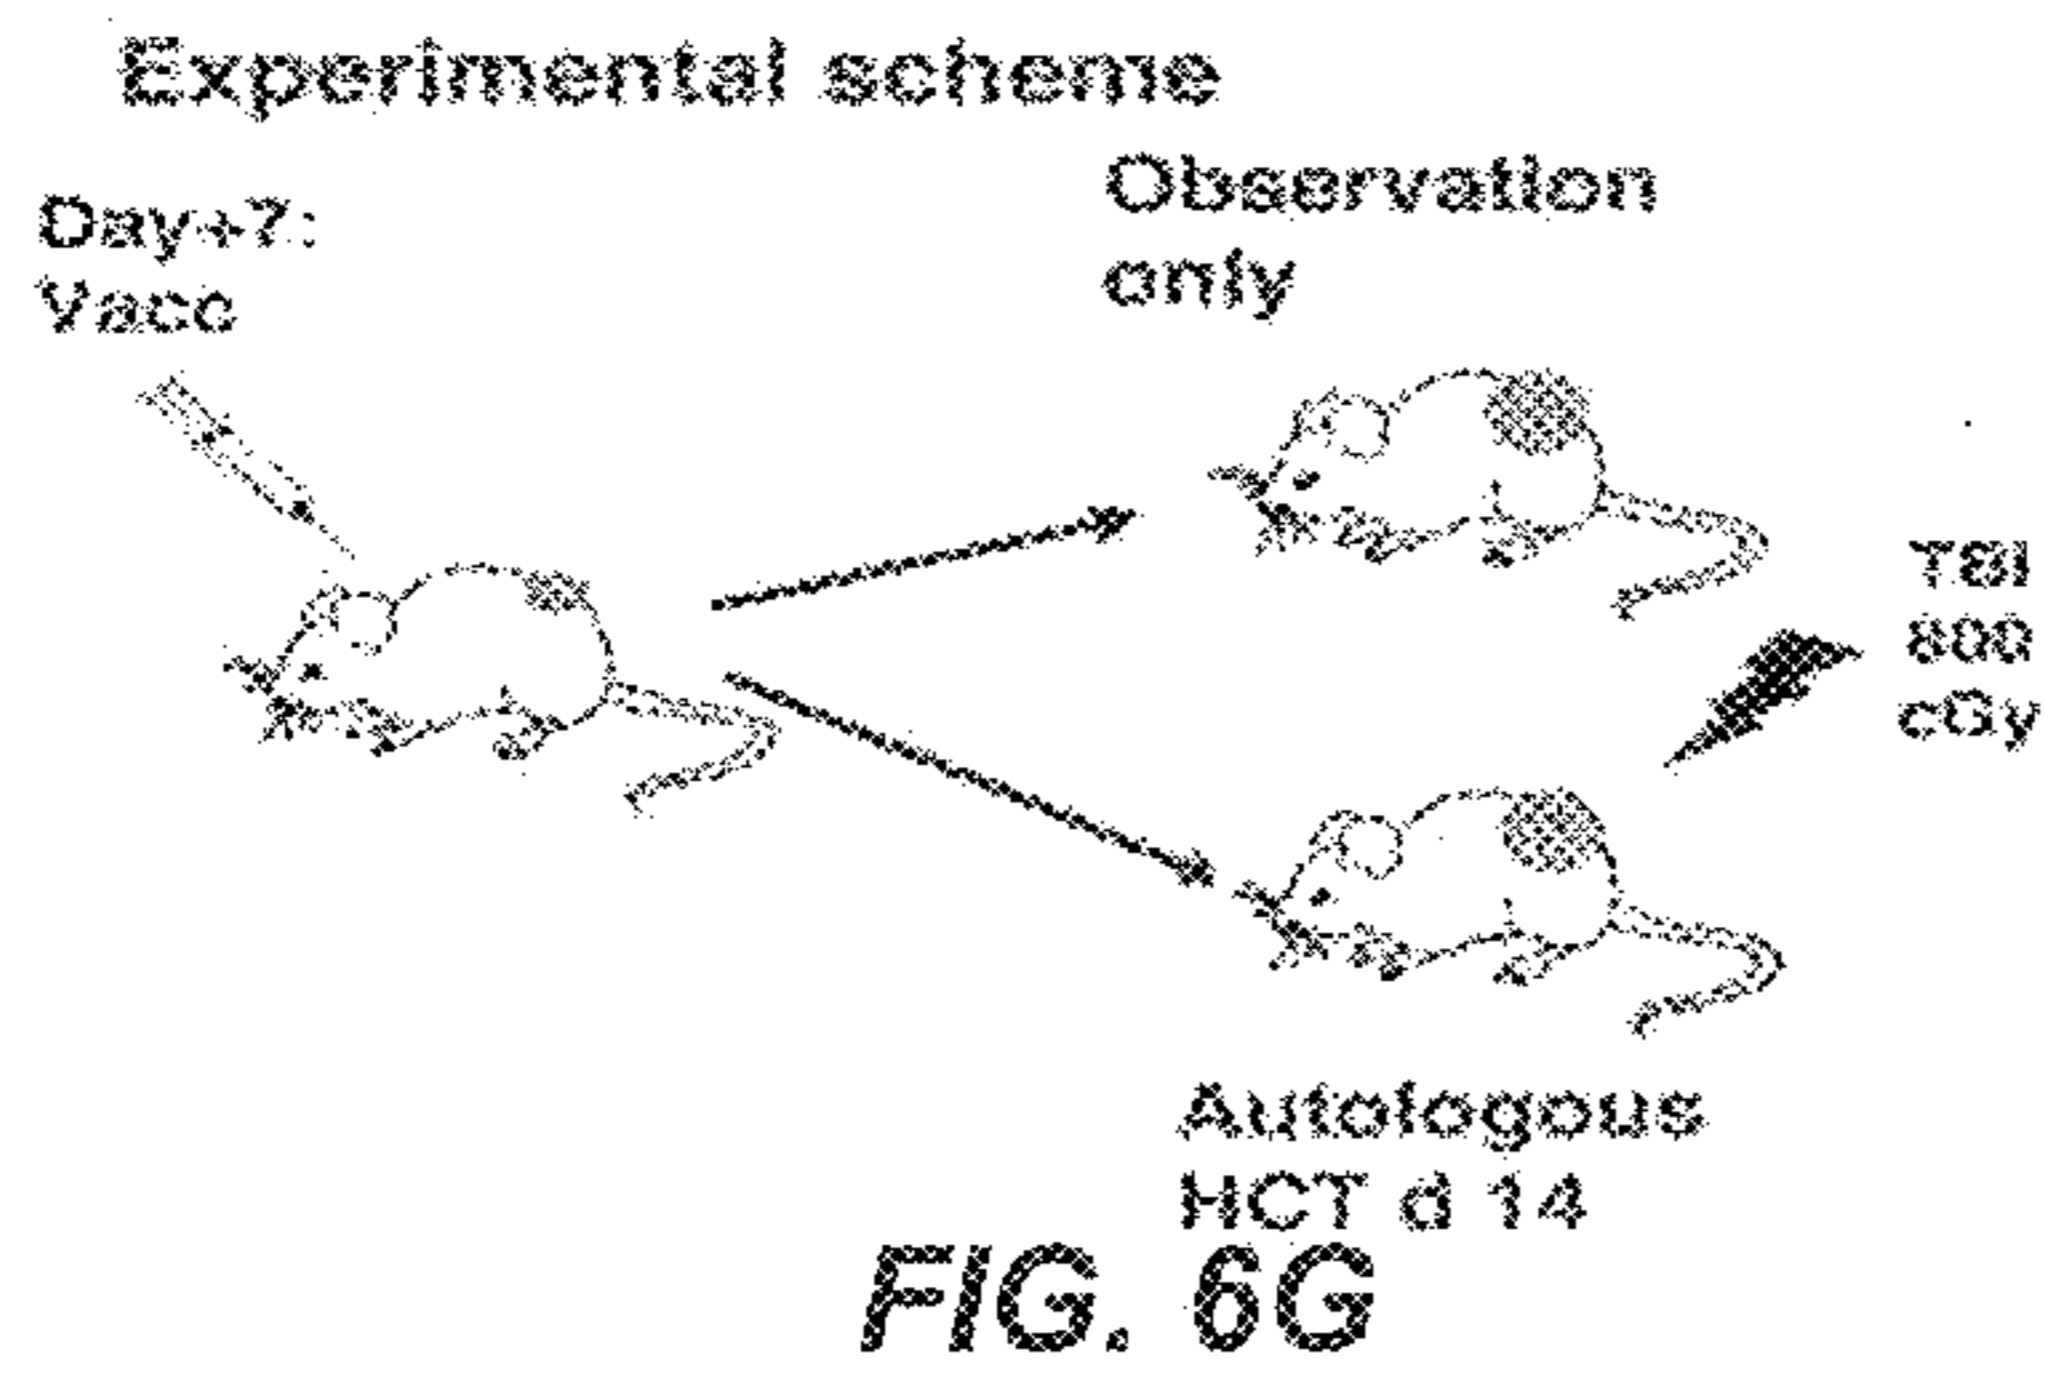 Experimental scheme
Day+7:
Vacc
Observation
only
TBI
800
cGy
Autologous
HCT d 14
FIG. 6G